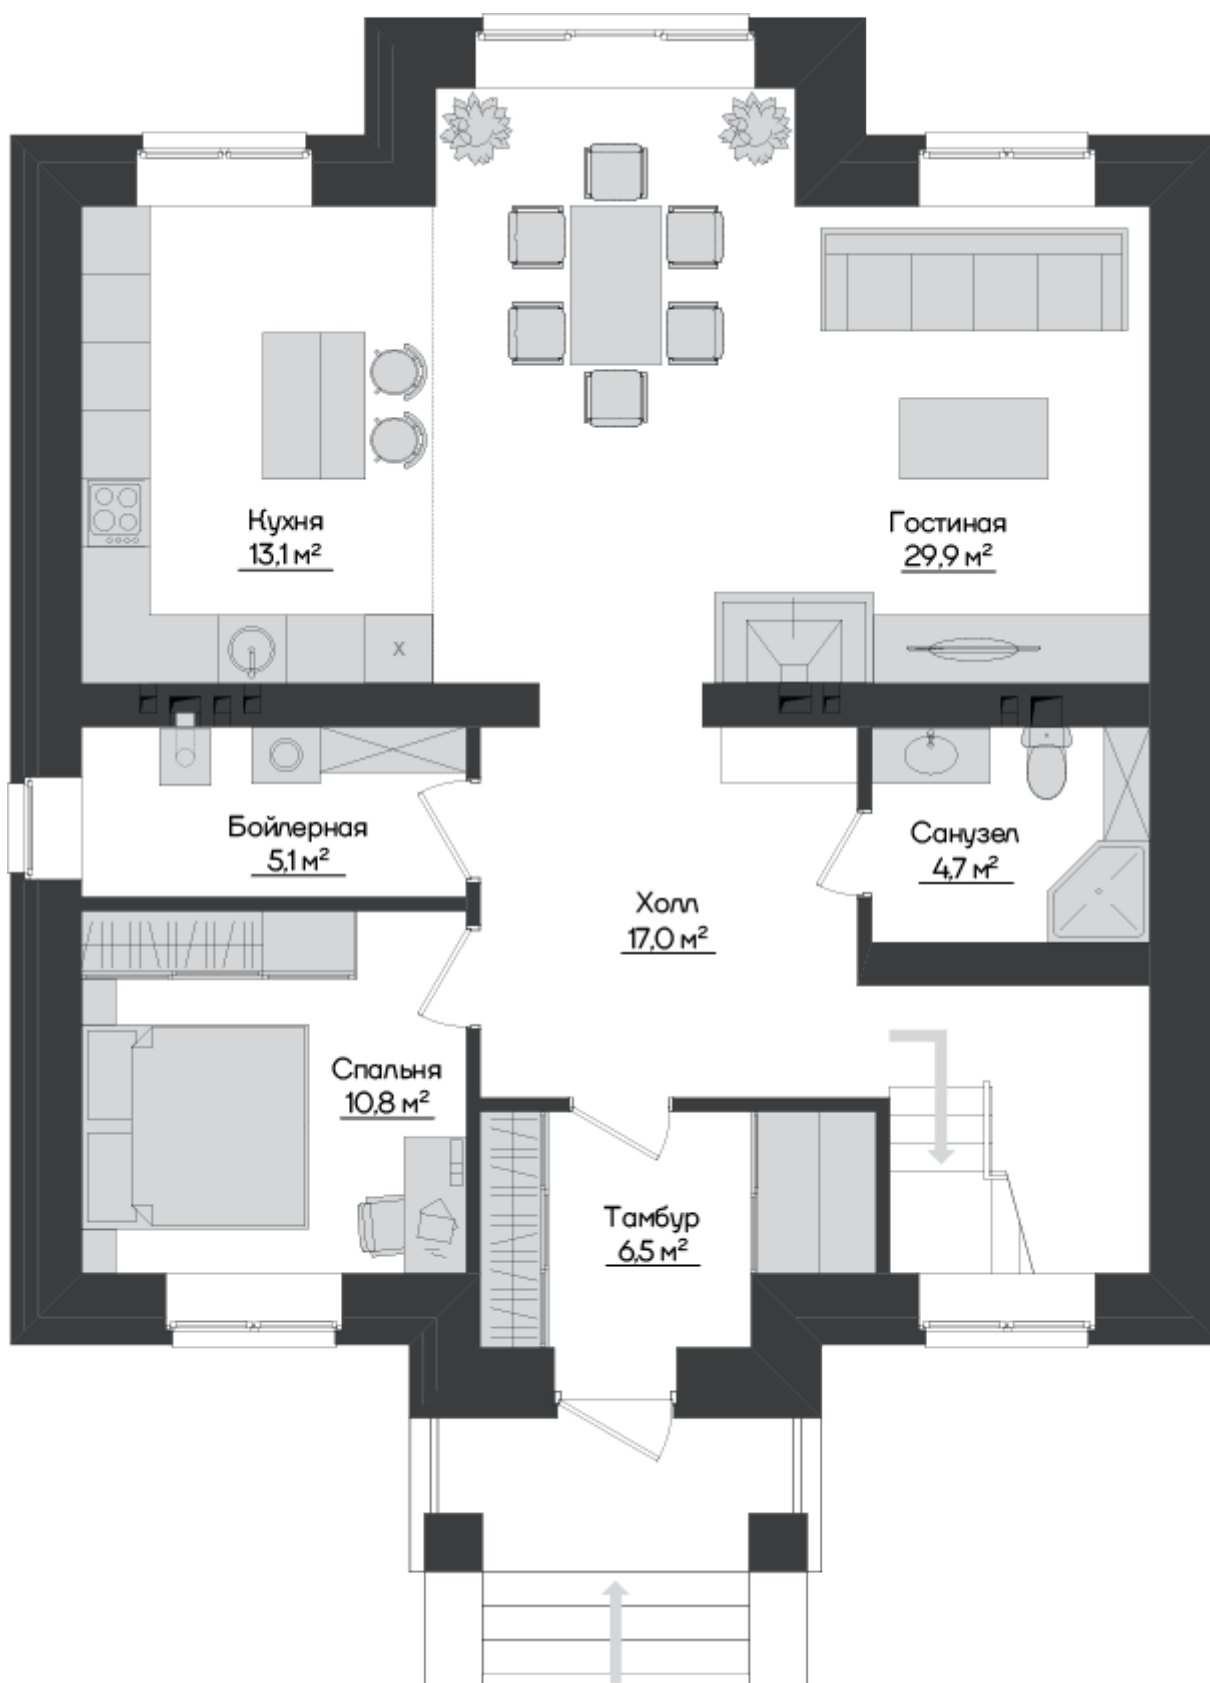 Кухня
13,1 м²
Гостиная
29,9 м²
X
Бойлерная
5,1 м²
Санузел
4,7 м²
Холл
17,0 м²
Спальня
10,8 м²
Тамбур
6,5 м²